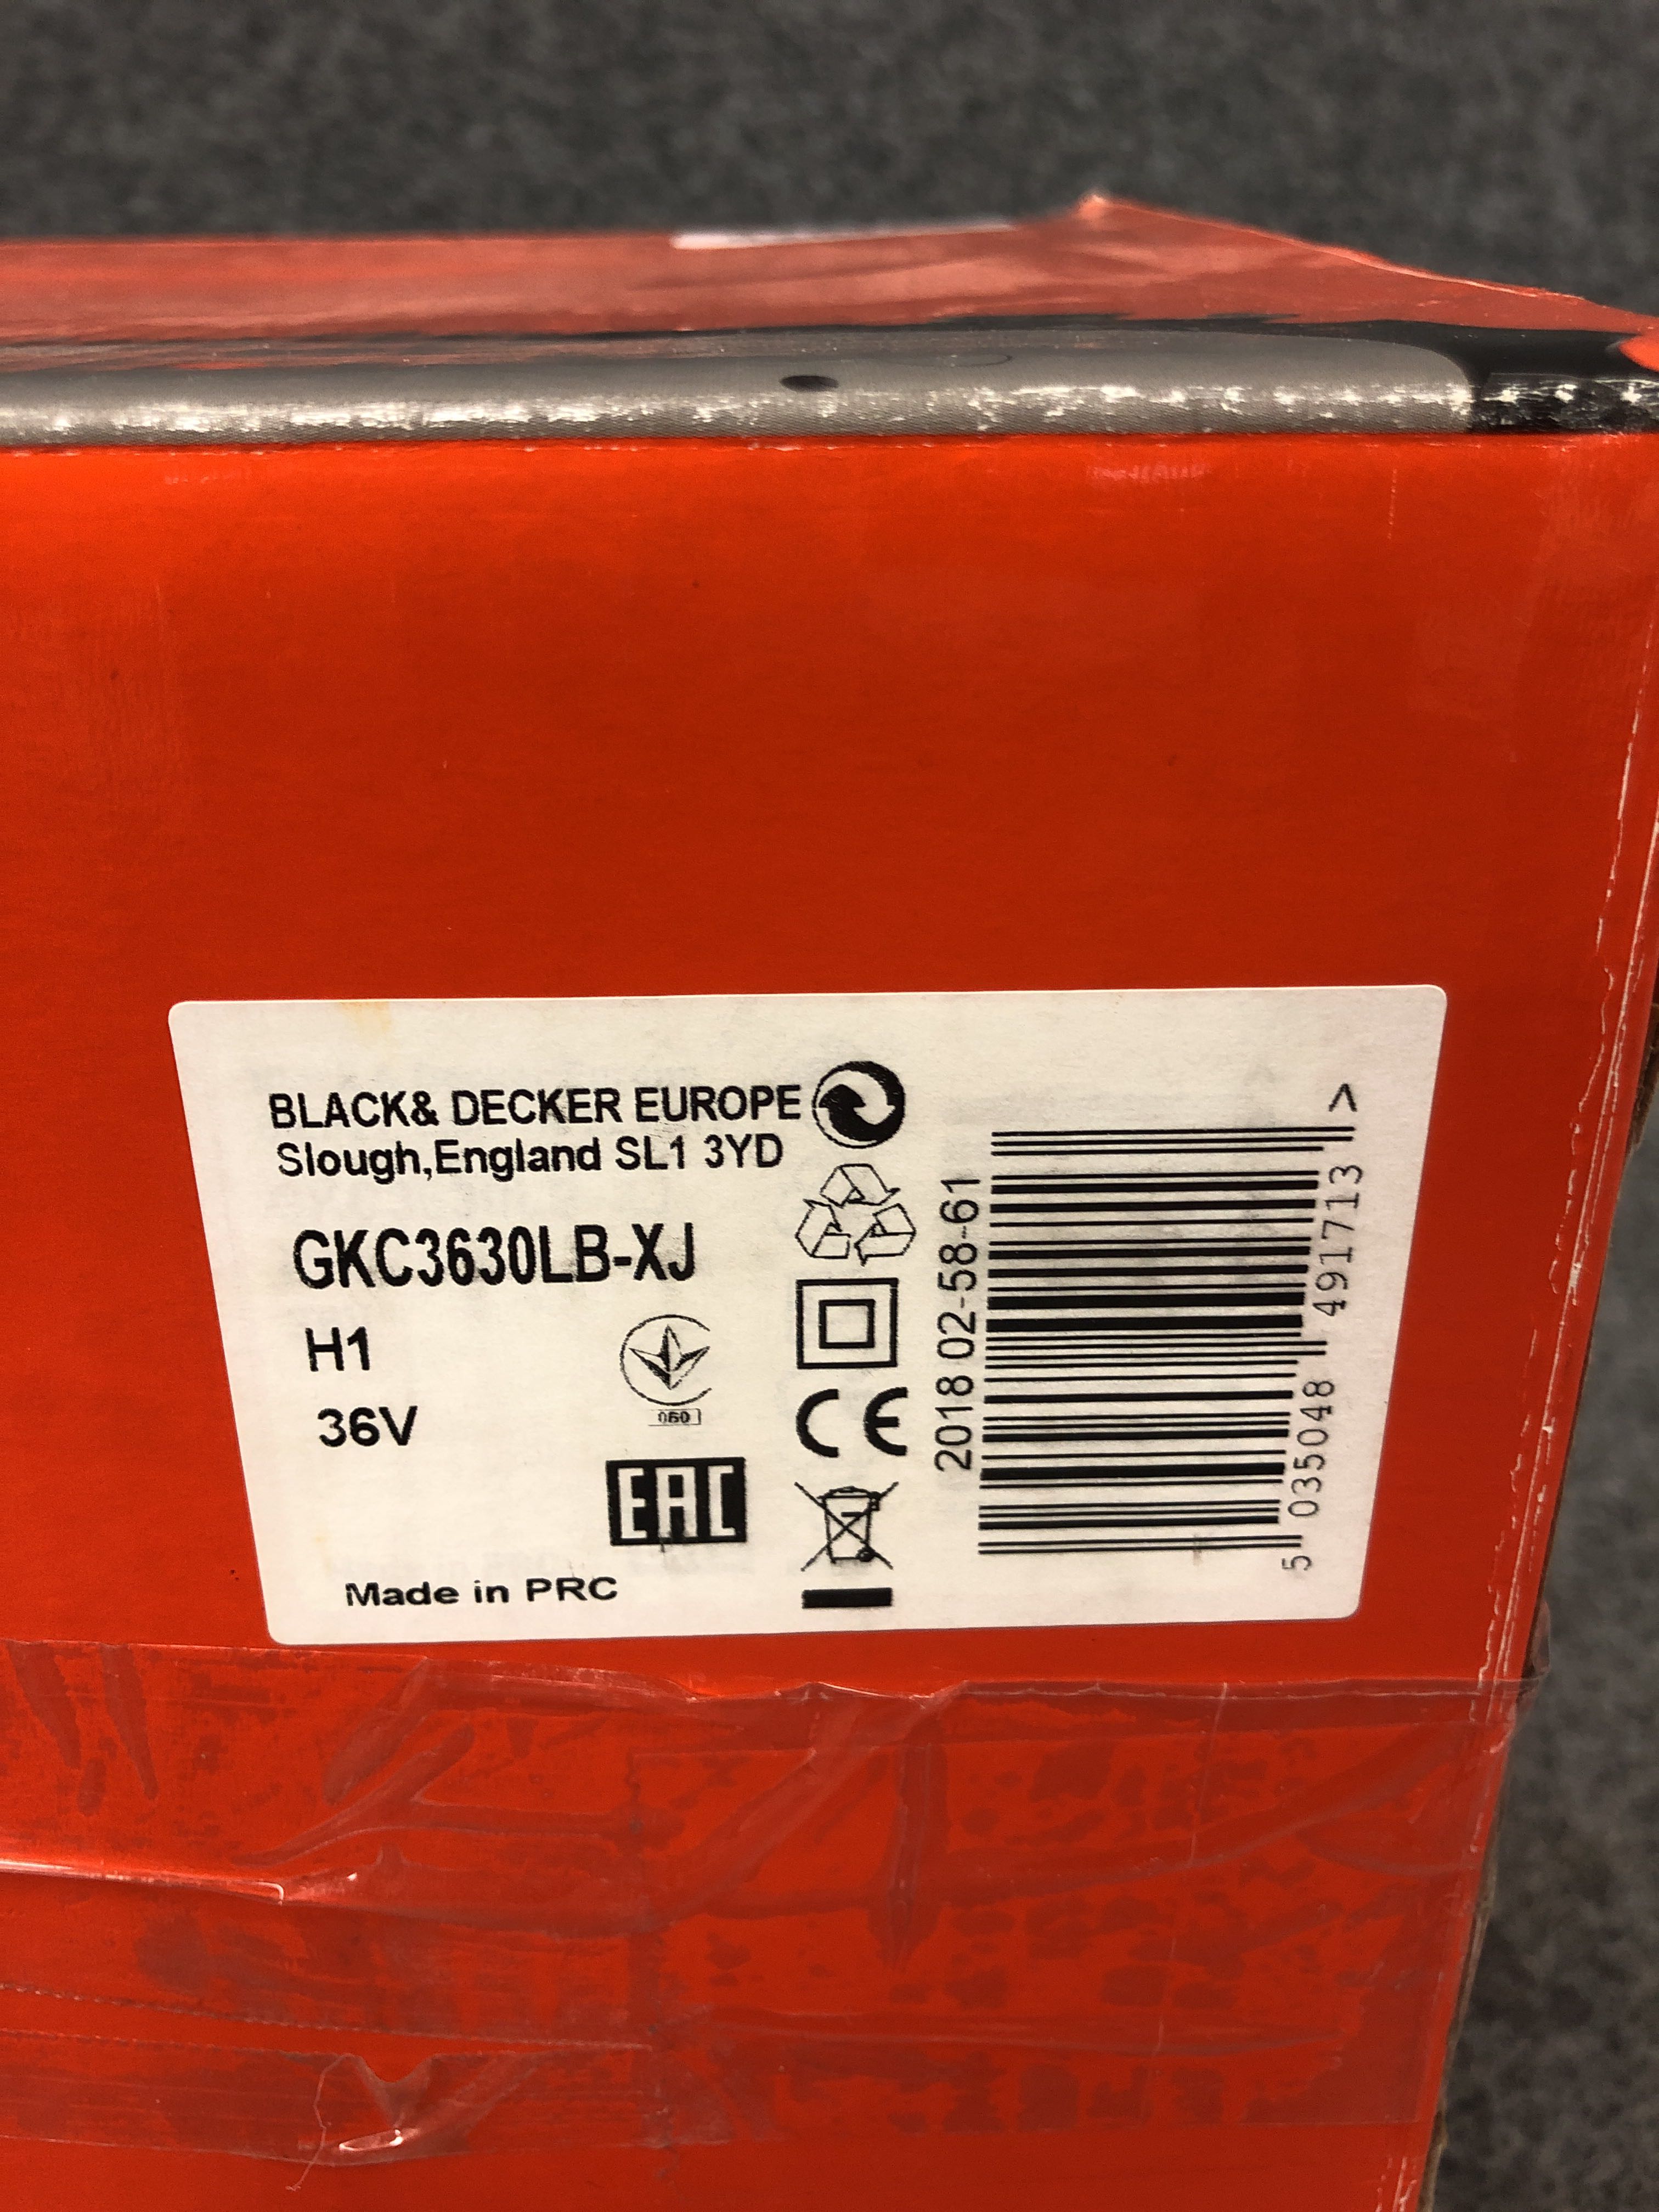 BLACK& DECKER EUROPE
Slough,England SL1 3YD
GKC3630LB-XJ
H1
36V
060
EAC
CE
Made in PRC
2018 02-58-61
5 035048 491713 >